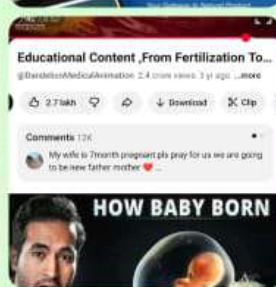 Educational Content ,From Fertilization To...
@DandelionMedicalAnimation 2.4 crore views 3 yr ago ...more
2.7 lakh
Download
Clip
Comments 12K
My wife is 7month pregnant pls pray for us we are going
to be new father mother ❤️ ...
HOW BABY BORN